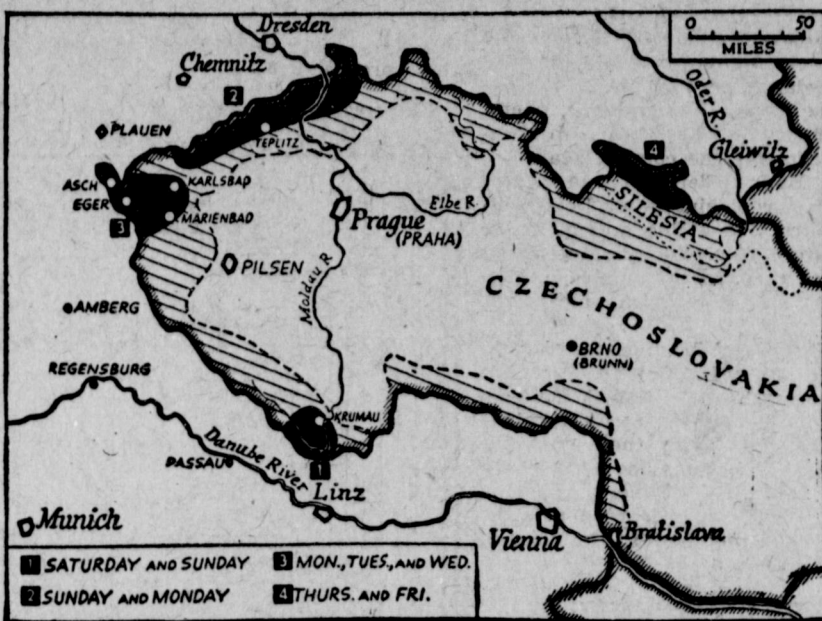 Dresden
0 50
MILES
Chemnitz
2
Oder R.
PLAUEN
TEPLITZ
4
Gleiwitz
ASCH
KARLSBAD
EGER
Elbe R.
SILESIA
3
MARIENBAD
Prague
(PRAHA)
PILSEN
Moldau R.
CZECHOSLOVAKIA
AMBERG
BRNO
(BRUNN)
REGENSBURG
KRUMAU
Danube River
PASSAU
1
Linz
Munich
Vienna
Bratislava
1 SATURDAY AND SUNDAY
3 MON., TUES., AND WED.
2 SUNDAY AND MONDAY
4 THURS. AND FRI.